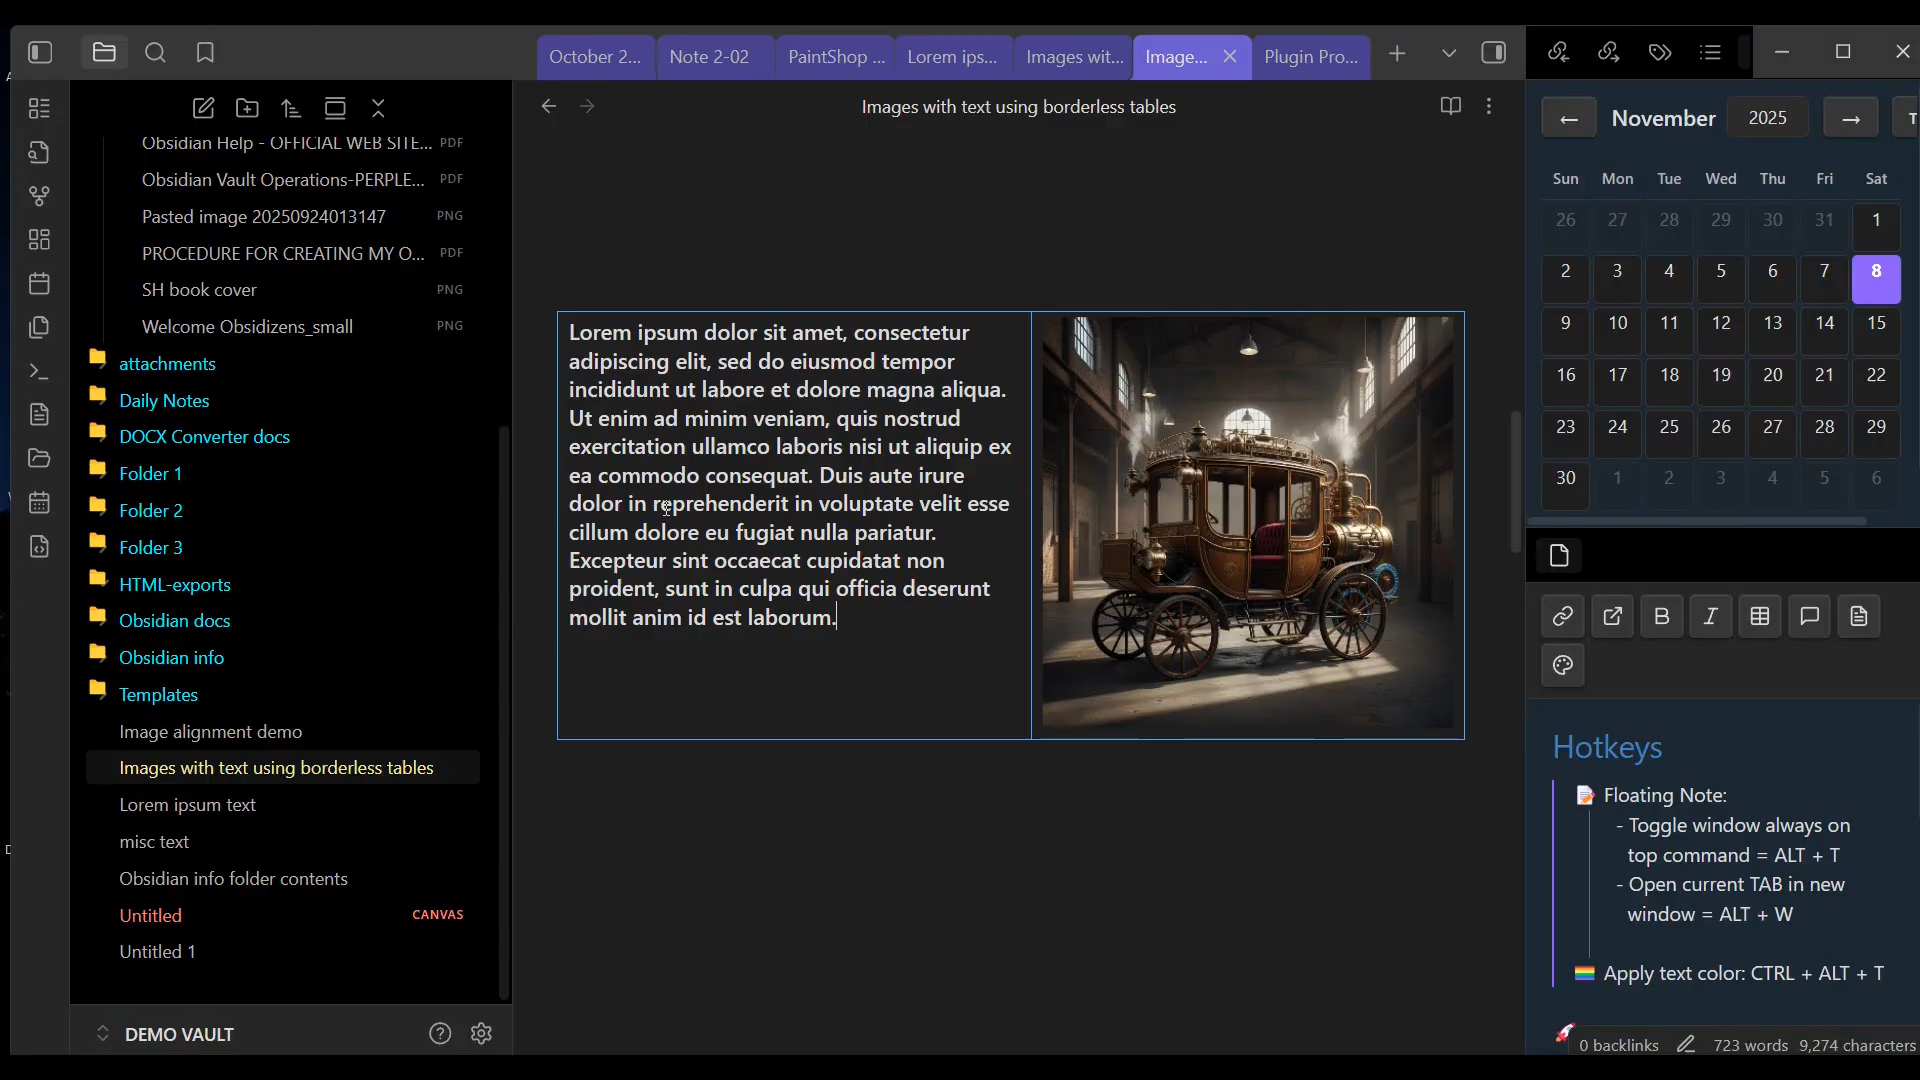 October 2...
Note 2-02
PaintShop ...
Lorem ips...
Images wit...
Image...
Plugin Pro...
Images with text using borderless tables
Obsidian Help - OFFICIAL WEB SITE... PDF
Obsidian Vault Operations-PERPLE... PDF
Pasted image 20250924013147 PNG
PROCEDURE FOR CREATING MY O... PDF
SH book cover PNG
Welcome Obsidizens_small PNG
attachments
Daily Notes
DOCX Converter docs
Folder 1
Folder 2
Folder 3
HTML-exports
Obsidian docs
Obsidian info
Templates
Image alignment demo
Images with text using borderless tables
Lorem ipsum text
misc text
Obsidian info folder contents
Untitled CANVAS
Untitled 1
DEMO VAULT
Lorem ipsum dolor sit amet, consectetur
adipiscing elit, sed do eiusmod tempor
incididunt ut labore et dolore magna aliqua.
Ut enim ad minim veniam, quis nostrud
exercitation ullamco laboris nisi ut aliquip ex
ea commodo consequat. Duis aute irure
dolor in reprehenderit in voluptate velit esse
cillum dolore eu fugiat nulla pariatur.
Excepteur sint occaecat cupidatat non
proident, sunt in culpa qui officia deserunt
mollit anim id est laborum.
← November 2025 → T
Sun Mon Tue Wed Thu Fri Sat
26 27 28 29 30 31 1
2 3 4 5 6 7 8
9 10 11 12 13 14 15
16 17 18 19 20 21 22
23 24 25 26 27 28 29
30 1 2 3 4 5 6
Hotkeys
Floating Note:
- Toggle window always on
top command = ALT + T
- Open current TAB in new
window = ALT + W
Apply text color: CTRL + ALT + T
0 backlinks 723 words 9,274 characters